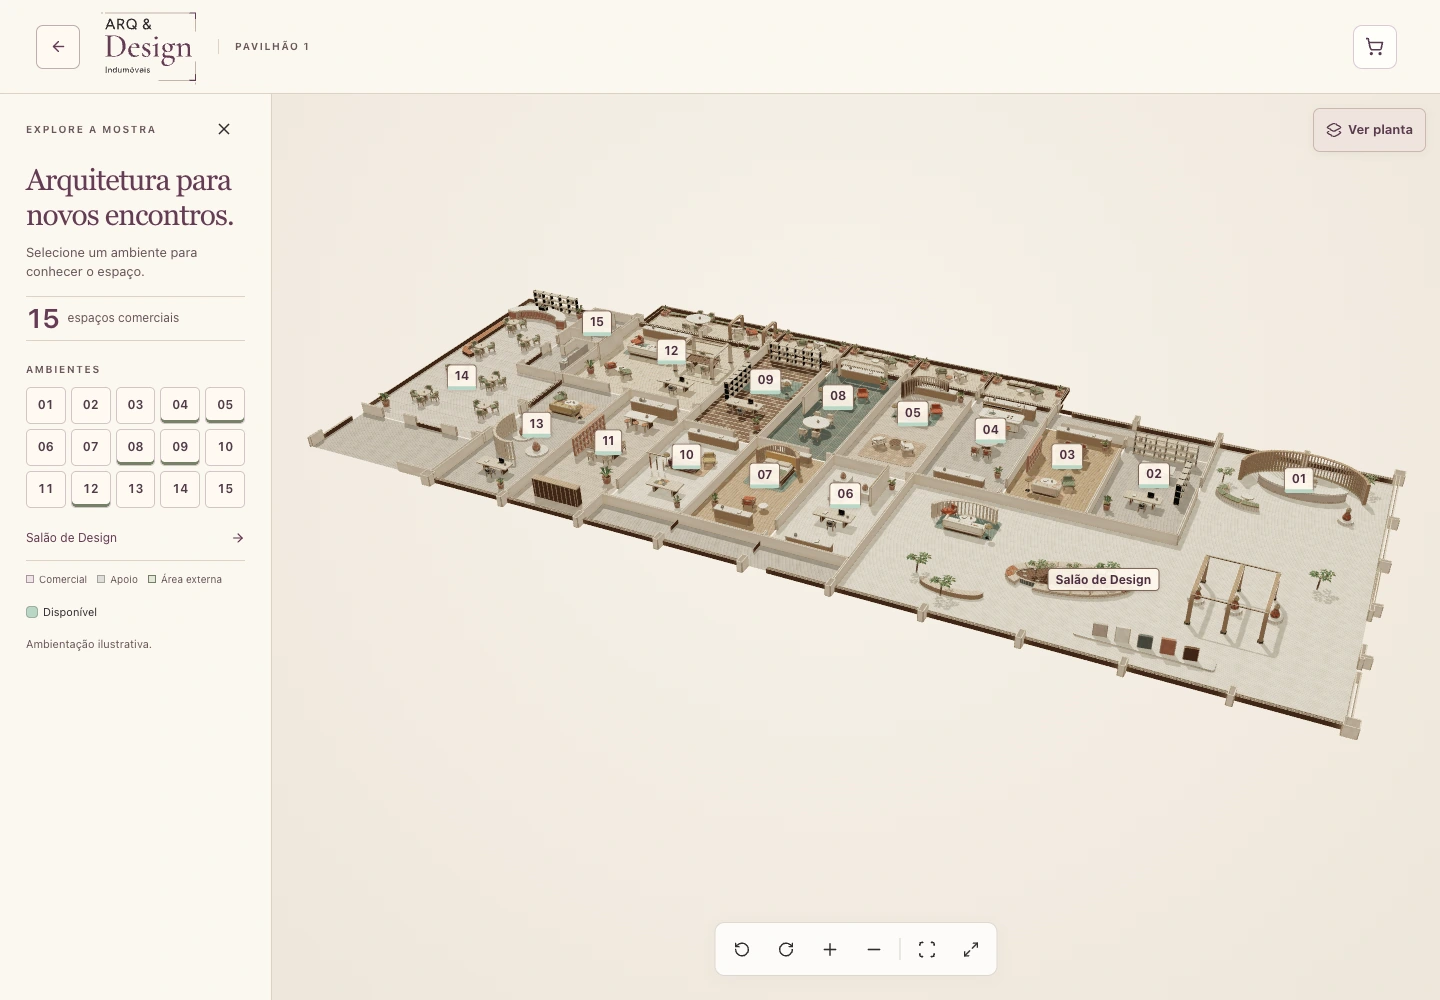 ARQ &
Design
Indumóveis
PAVILHÃO 1
EXPLORE A MOSTRA
Arquitetura para
novos encontros.
Selecione um ambiente para
conhecer o espaço.
15 espaços comerciais
AMBIENTES
01 02 03 04 05
06 07 08 09 10
11 12 13 14 15
Salão de Design
Comercial Apoio Área externa
Disponível
Ambientação ilustrativa.
Ver planta
15
12
14
09
08
05
13
04
11
10
03
07
02
01
06
Salão de Design